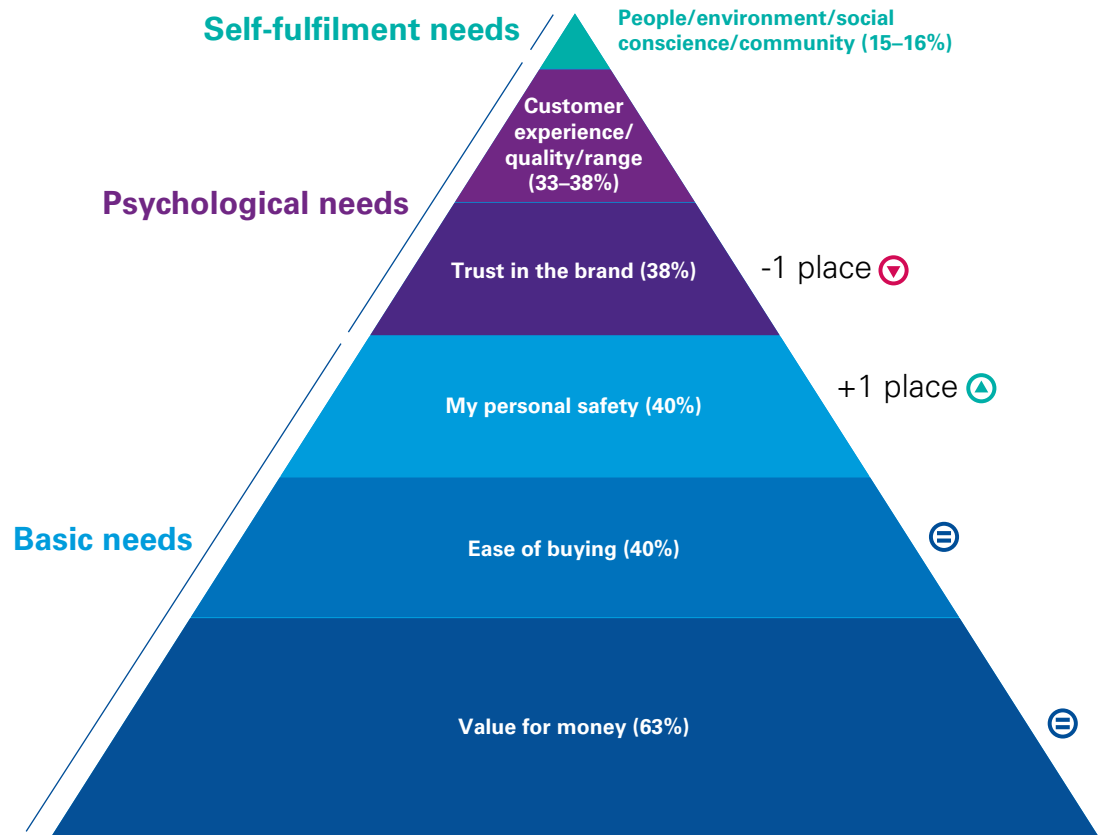 Self-fulfilment needs
People/environment/social
conscience/community (15–16%)
Customer
experience/
quality/range
(33–38%)
Psychological needs
Trust in the brand (38%)
-1 place
My personal safety (40%)
+1 place
Basic needs
Ease of buying (40%)
Value for money (63%)